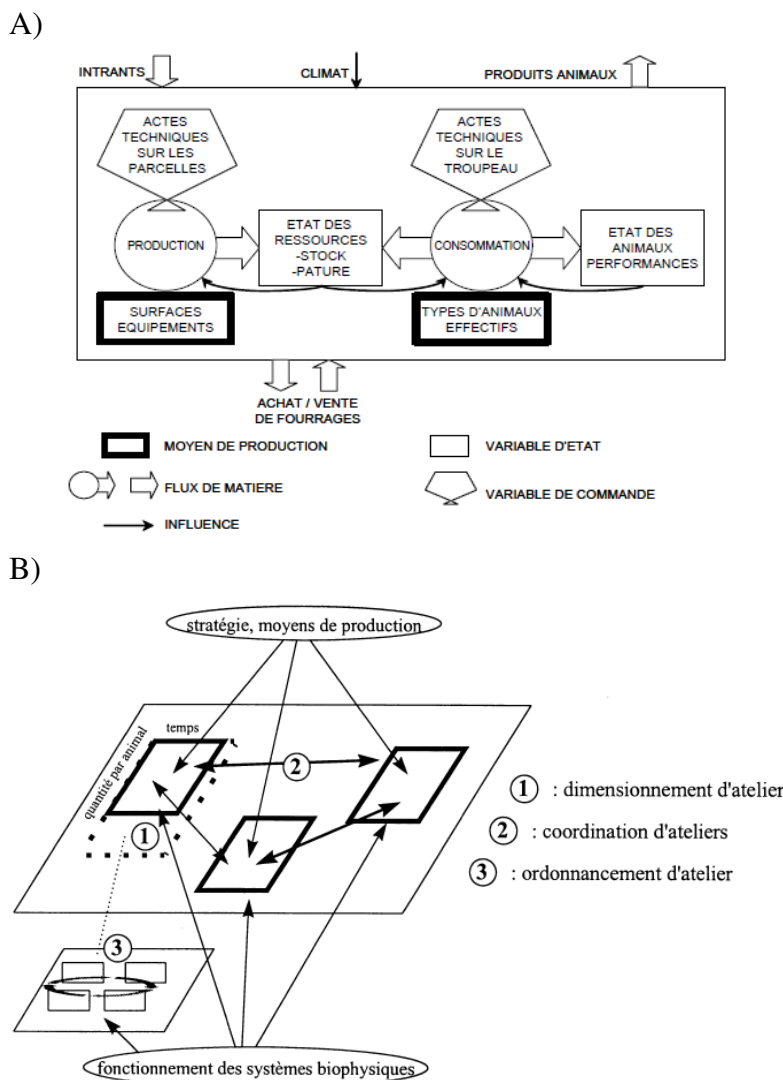 A)
INTRANTS
CLIMAT
PRODUITS ANIMAUX
ACTES
TECHNIQUES
SUR LES
PARCELLES
ACTES
TECHNIQUES
SUR LE
TROUPEAU
PRODUCTION
ETAT DES
RESSOURCES
-STOCK
-PATURE
CONSOMMATION
ETAT DES
ANIMAUX
PERFORMANCES
SURFACES
EQUIPEMENTS
TYPES D'ANIMAUX
EFFECTIFS
ACHAT / VENTE
DE FOURRAGES
MOYEN DE PRODUCTION
VARIABLE D'ETAT
FLUX DE MATIERE
VARIABLE DE COMMANDE
INFLUENCE
B)
stratégie, moyens de production
temps
quantité par animal
2
1
1 : dimensionnement d'atelier
2 : coordination d'ateliers
3 : ordonnancement d'atelier
3
fonctionnement des systèmes biophysiques